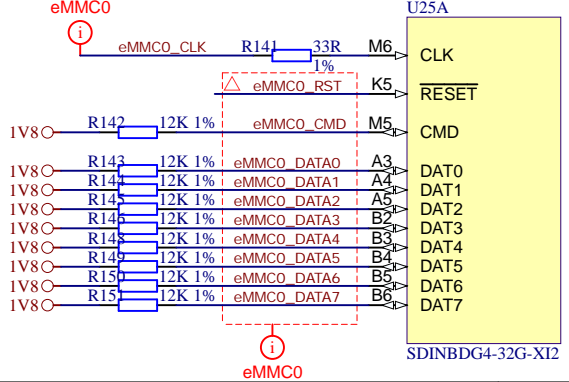 eMMC0
U25A
i
eMMC0_CLK R141 33R M6 CLK
1%
eMMC0_RST K5 RESET
1V8 R142 12K 1% eMMC0_CMD M5 CMD
1V8 R143 12K 1% eMMC0_DATA0 A3 DAT0
1V8 R144 12K 1% eMMC0_DATA1 A4 DAT1
1V8 R145 12K 1% eMMC0_DATA2 A5 DAT2
1V8 R146 12K 1% eMMC0_DATA3 B2 DAT3
1V8 R148 12K 1% eMMC0_DATA4 B3 DAT4
1V8 R149 12K 1% eMMC0_DATA5 B4 DAT5
1V8 R150 12K 1% eMMC0_DATA6 B5 DAT6
1V8 R151 12K 1% eMMC0_DATA7 B6 DAT7
i
SDINBDG4-32G-XI2
eMMC0